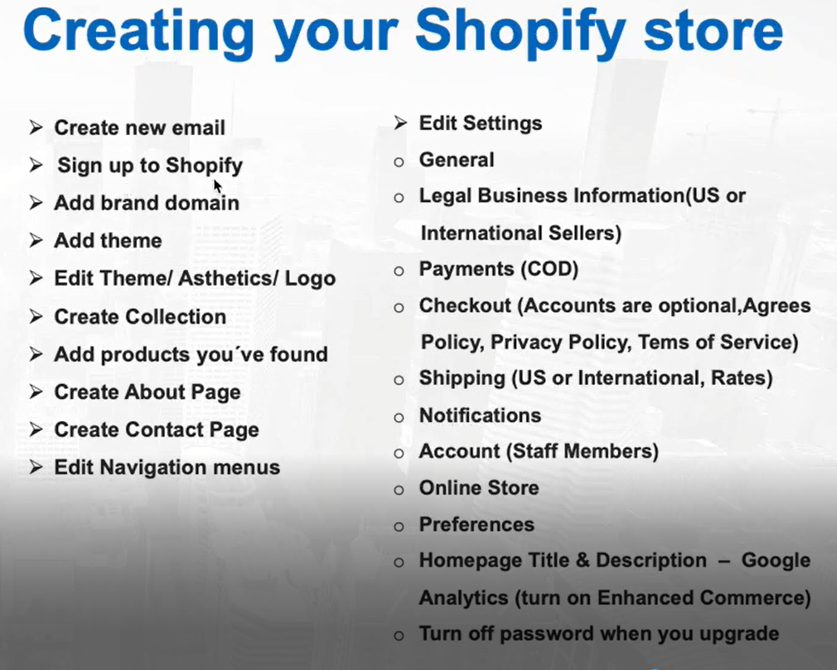 Creating your Shopify store
➢ Create new email
➢ Sign up to Shopify
➢ Add brand domain
➢ Add theme
➢ Edit Theme/ Asthetics/ Logo
➢ Create Collection
➢ Add products you´ve found
➢ Create About Page
➢ Create Contact Page
➢ Edit Navigation menus
➢ Edit Settings
○ General
○ Legal Business Information(US or
International Sellers)
○ Payments (COD)
○ Checkout (Accounts are optional,Agrees
Policy, Privacy Policy, Tems of Service)
○ Shipping (US or International, Rates)
○ Notifications
○ Account (Staff Members)
○ Online Store
○ Preferences
○ Homepage Title & Description – Google
Analytics (turn on Enhanced Commerce)
○ Turn off password when you upgrade